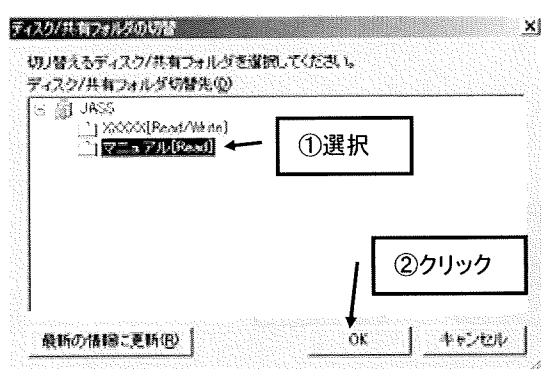 ディスク/共有フォルダの切替
切り替えるディスク/共有フォルダを選択してください。
ディスク/共有フォルダ切替先(D)
JASS
XXXXX[Read/Write]
マニュアル[Read]
①選択
②クリック
最新の情報に更新(R)
OK
キャンセル